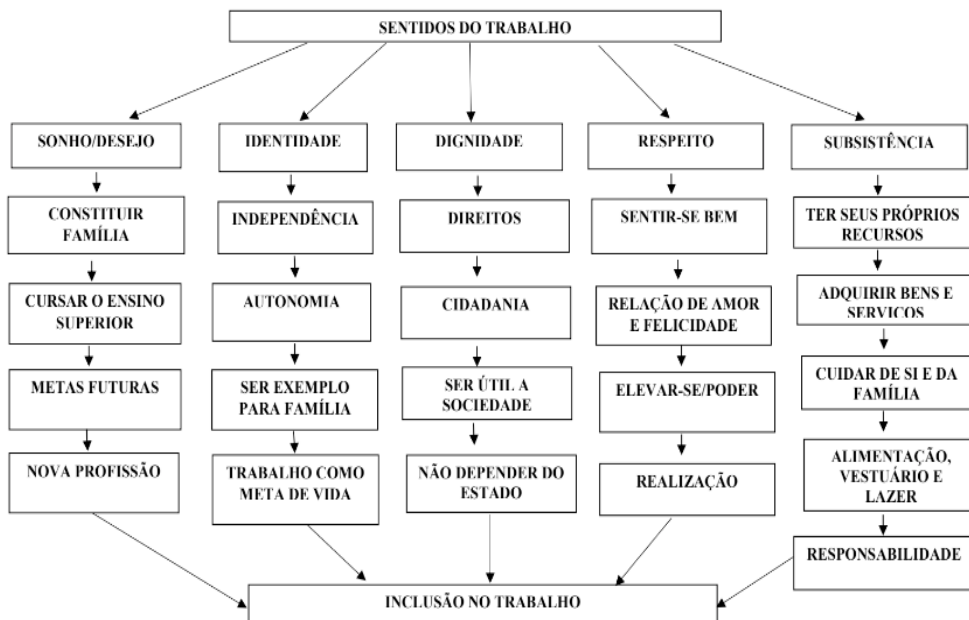 SENTIDOS DO TRABALHO
SONHO/DESEJO
IDENTIDADE
DIGNIDADE
RESPEITO
SUBSISTÊNCIA
CONSTITUIR
FAMÍLIA
INDEPENDÊNCIA
DIREITOS
SENTIR-SE BEM
TER SEUS PRÓPRIOS
RECURSOS
CURSAR O ENSINO
SUPERIOR
AUTONOMIA
CIDADANIA
RELAÇÃO DE AMOR
E FELICIDADE
ADQUIRIR BENS E
SERVIÇOS
METAS FUTURAS
SER EXEMPLO
PARA FAMÍLIA
SER ÚTIL A
SOCIEDADE
ELEVAR-SE/PODER
CUIDAR DE SI E DA
FAMÍLIA
NOVA PROFISSÃO
TRABALHO COMO
META DE VIDA
NÃO DEPENDER DO
ESTADO
REALIZAÇÃO
ALIMENTAÇÃO,
VESTUÁRIO E
LAZER
RESPONSABILIDADE
INCLUSÃO NO TRABALHO